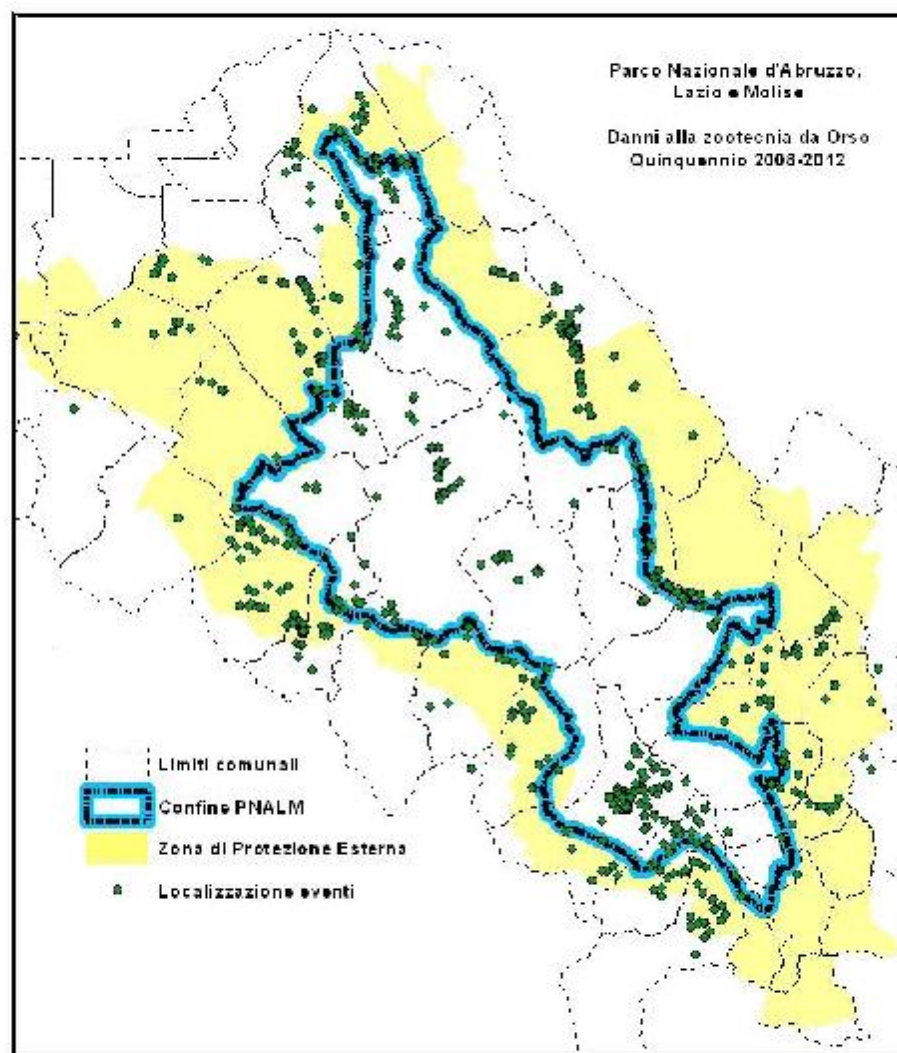 Parco Nazionale d'Abruzzo,
Lazio e Molise
Danni alla zootecnia da Orso
Quinquennio 2008-2012
Limiti comunali
Confine PNALM
Zona di Protezione Esterna
Localizzazione eventi